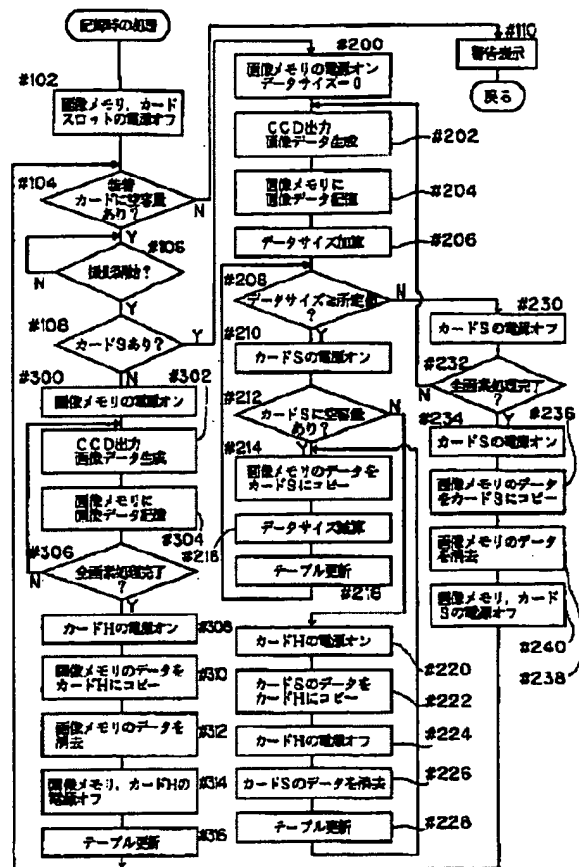 記録時の処理
#102
画像メモリ，カード
スロットの電源オフ
#104
装着
カードに空容量
あり？
N
Y
#106
撮影開始？
N
Y
#108
カードSあり？
Y
N
#110
警告表示
戻る
#300
画像メモリの電源オン
#302
CCD出力
画像データ生成
画像メモリに
画像データ記憶
#304
#306
全画素処理完了
？
N
Y
カードHの電源オン
#308
画像メモリのデータを
カードHにコピー
#310
画像メモリのデータを
消去
#312
画像メモリ，カードHの
電源オフ
#314
テーブル更新
#316
#200
画像メモリの電源オン
データサイズ＝0
CCD出力
画像データ生成
#202
画像メモリに
画像データ記憶
#204
データサイズ加算
#206
#208
データサイズ≧所定値
？
N
Y
#210
カードSの電源オン
#212
カードSに空容量
あり？
N
Y
#214
画像メモリのデータを
カードSにコピー
データサイズ減算
#216
テーブル更新
#218
カードHの電源オン
#220
カードSのデータを
カードHにコピー
#222
カードHの電源オフ
#224
カードSのデータを消去
#226
テーブル更新
#228
#230
カードSの電源オフ
#232
全画素処理完了
？
N
Y
#234
カードSの電源オン
#236
画像メモリのデータ
をカードSにコピー
画像メモリのデータ
を消去
#238
画像メモリ，カード
Sの電源オフ
#240